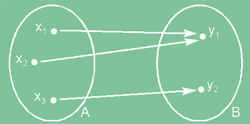 x₁ y₁
x₂
x₃ y₂
A B